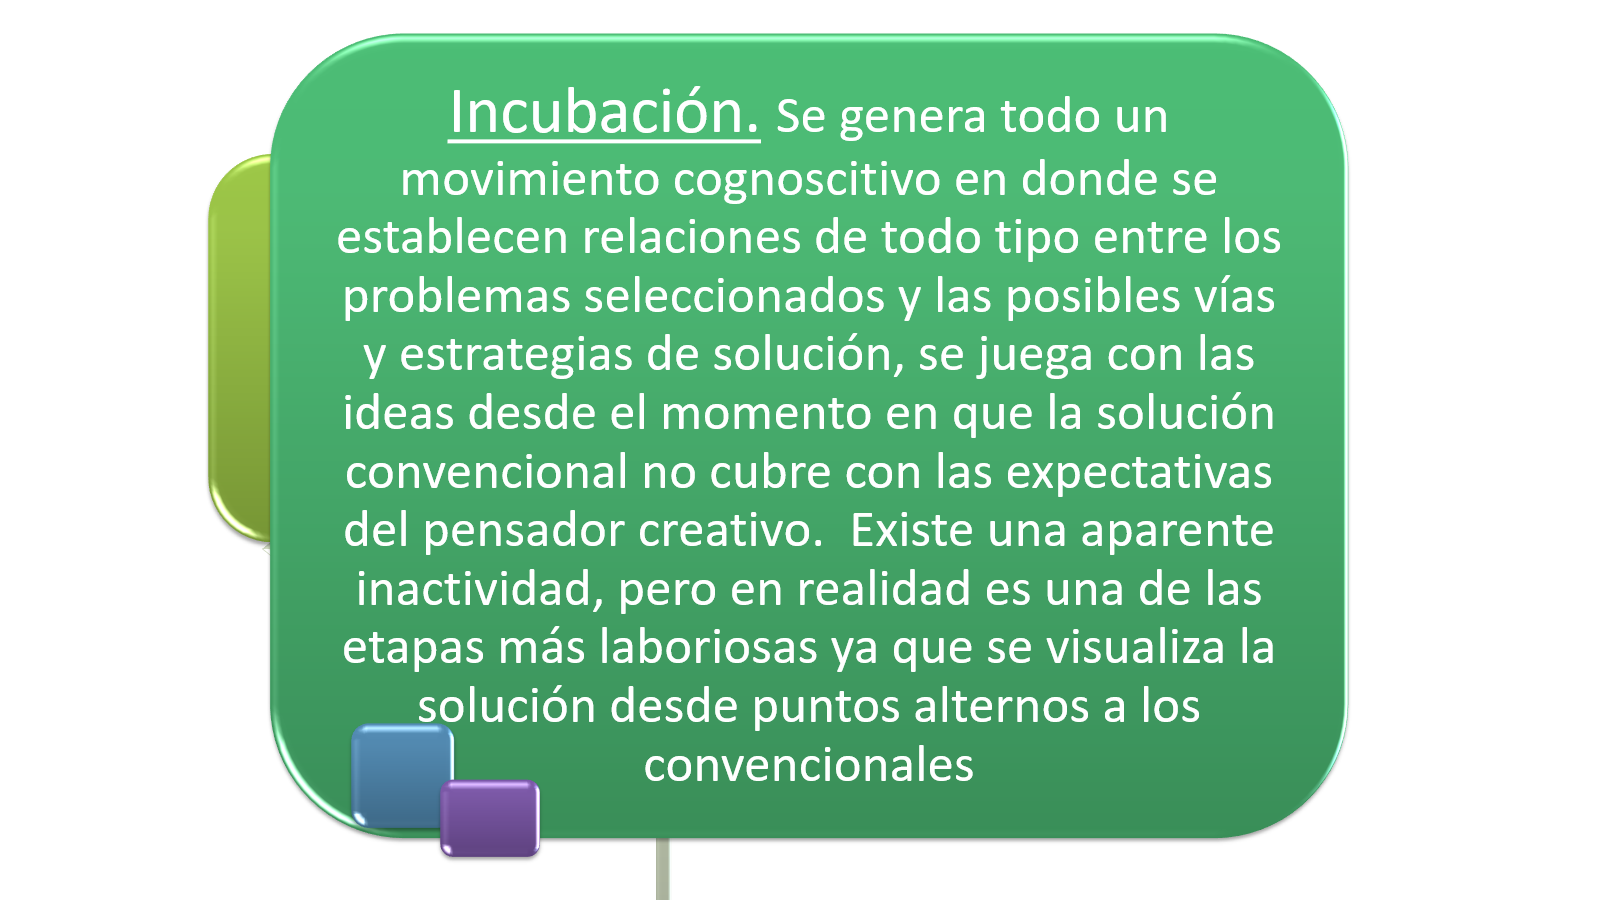 Incubación. Se genera todo un
movimiento cognoscitivo en donde se
establecen relaciones de todo tipo entre los
problemas seleccionados y las posibles vías
y estrategias de solución, se juega con las
ideas desde el momento en que la solución
convencional no cubre con las expectativas
del pensador creativo.  Existe una aparente
inactividad, pero en realidad es una de las
etapas más laboriosas ya que se visualiza la
solución desde puntos alternos a los
convencionales